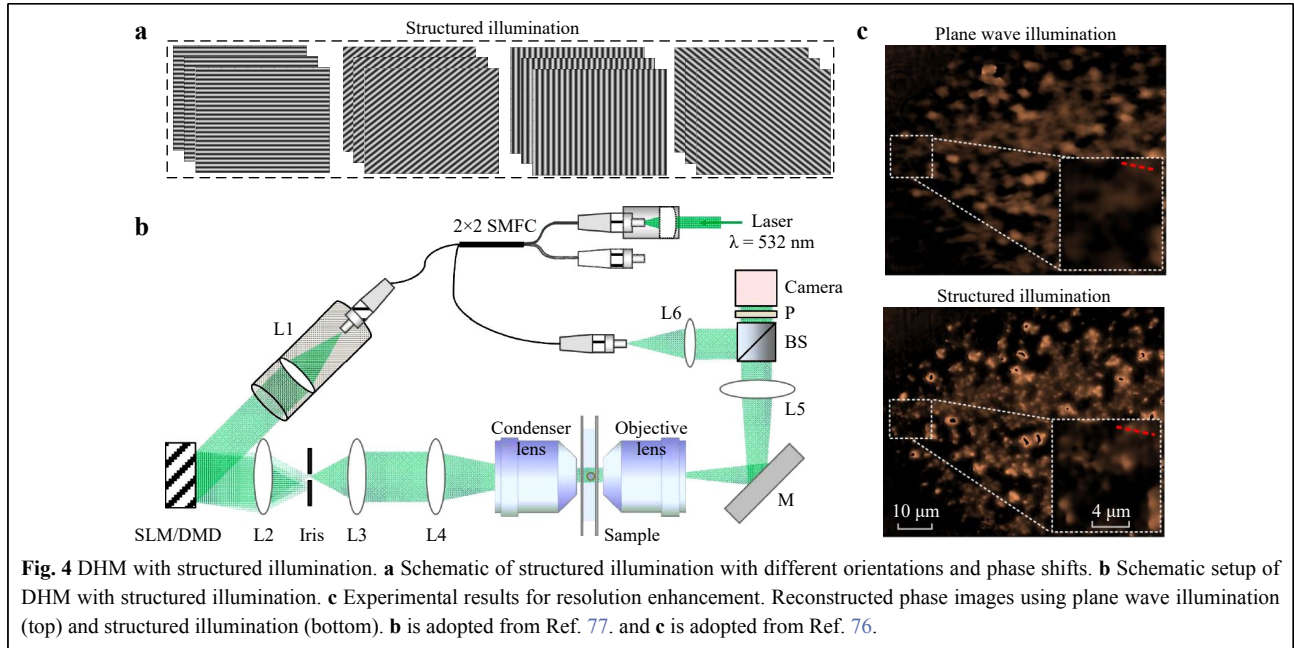 a
Structured illumination
b
2×2 SMFC
Laser
λ = 532 nm
Camera
P
BS
L6
L5
L1
Condenser
lens
Objective
lens
M
SLM/DMD
L2
Iris
L3
L4
Sample
c
Plane wave illumination
Structured illumination
10 μm
4 μm
Fig. 4 DHM with structured illumination. a Schematic of structured illumination with different orientations and phase shifts. b Schematic setup of
DHM with structured illumination. c Experimental results for resolution enhancement. Reconstructed phase images using plane wave illumination
(top) and structured illumination (bottom). b is adopted from Ref. 77. and c is adopted from Ref. 76.